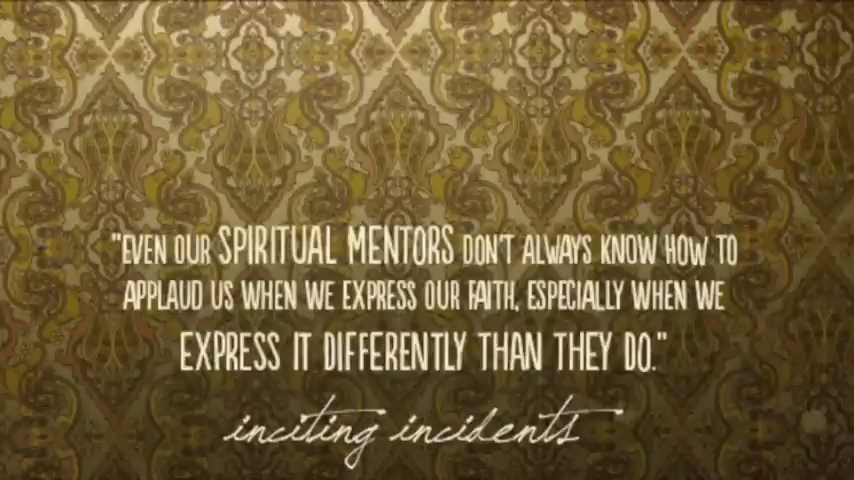 "EVEN OUR SPIRITUAL MENTORS DON'T ALWAYS KNOW HOW TO
APPLAUD US WHEN WE EXPRESS OUR FAITH, ESPECIALLY WHEN WE
EXPRESS IT DIFFERENTLY THAN THEY DO."
inciting incidents